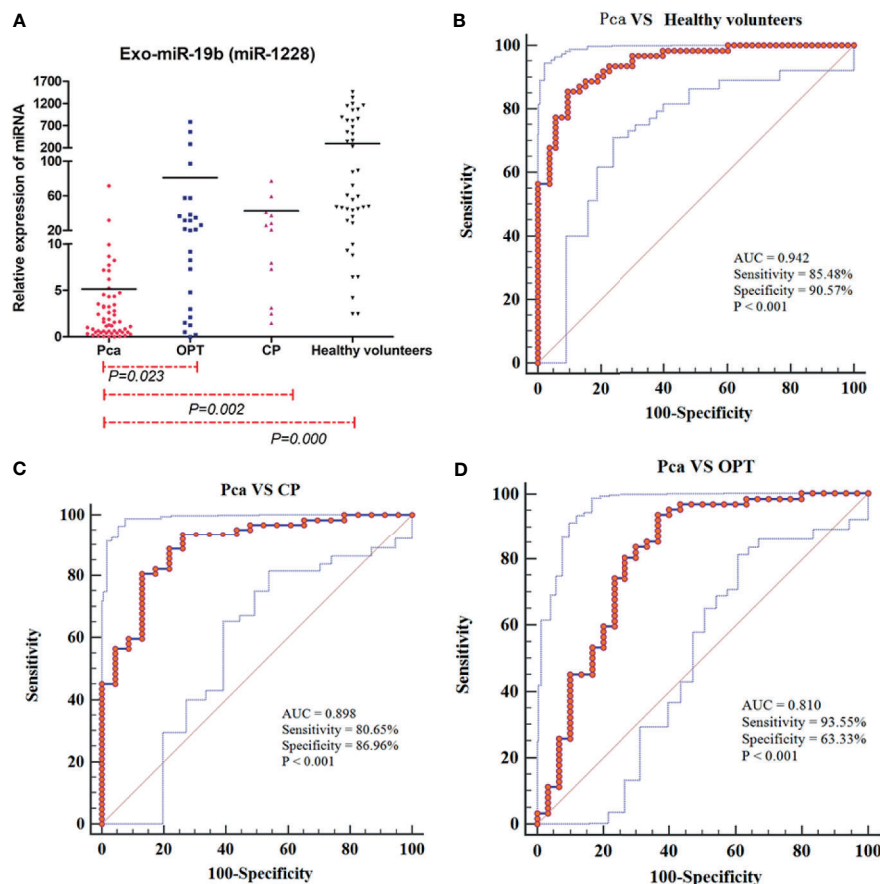 A
Exo-miR-19b (miR-1228)
Relative expression of miRNA
1700
1200
700
200
100
60
20
10
5
0
Pca OPT CP Healthy volunteers
P=0.023
P=0.002
P=0.000
B
Pca VS Healthy volunteers
Sensitivity
100
80
60
40
20
0
AUC = 0.942
Sensitivity = 85.48%
Specificity = 90.57%
P < 0.001
0 20 40 60 80 100
100-Specificity
C
Pca VS CP
Sensitivity
100
80
60
40
20
0
AUC = 0.898
Sensitivity = 80.65%
Specificity = 86.96%
P < 0.001
0 20 40 60 80 100
100-Specificity
D
Pca VS OPT
Sensitivity
100
80
60
40
20
0
AUC = 0.810
Sensitivity = 93.55%
Specificity = 63.33%
P < 0.001
0 20 40 60 80 100
100-Specificity